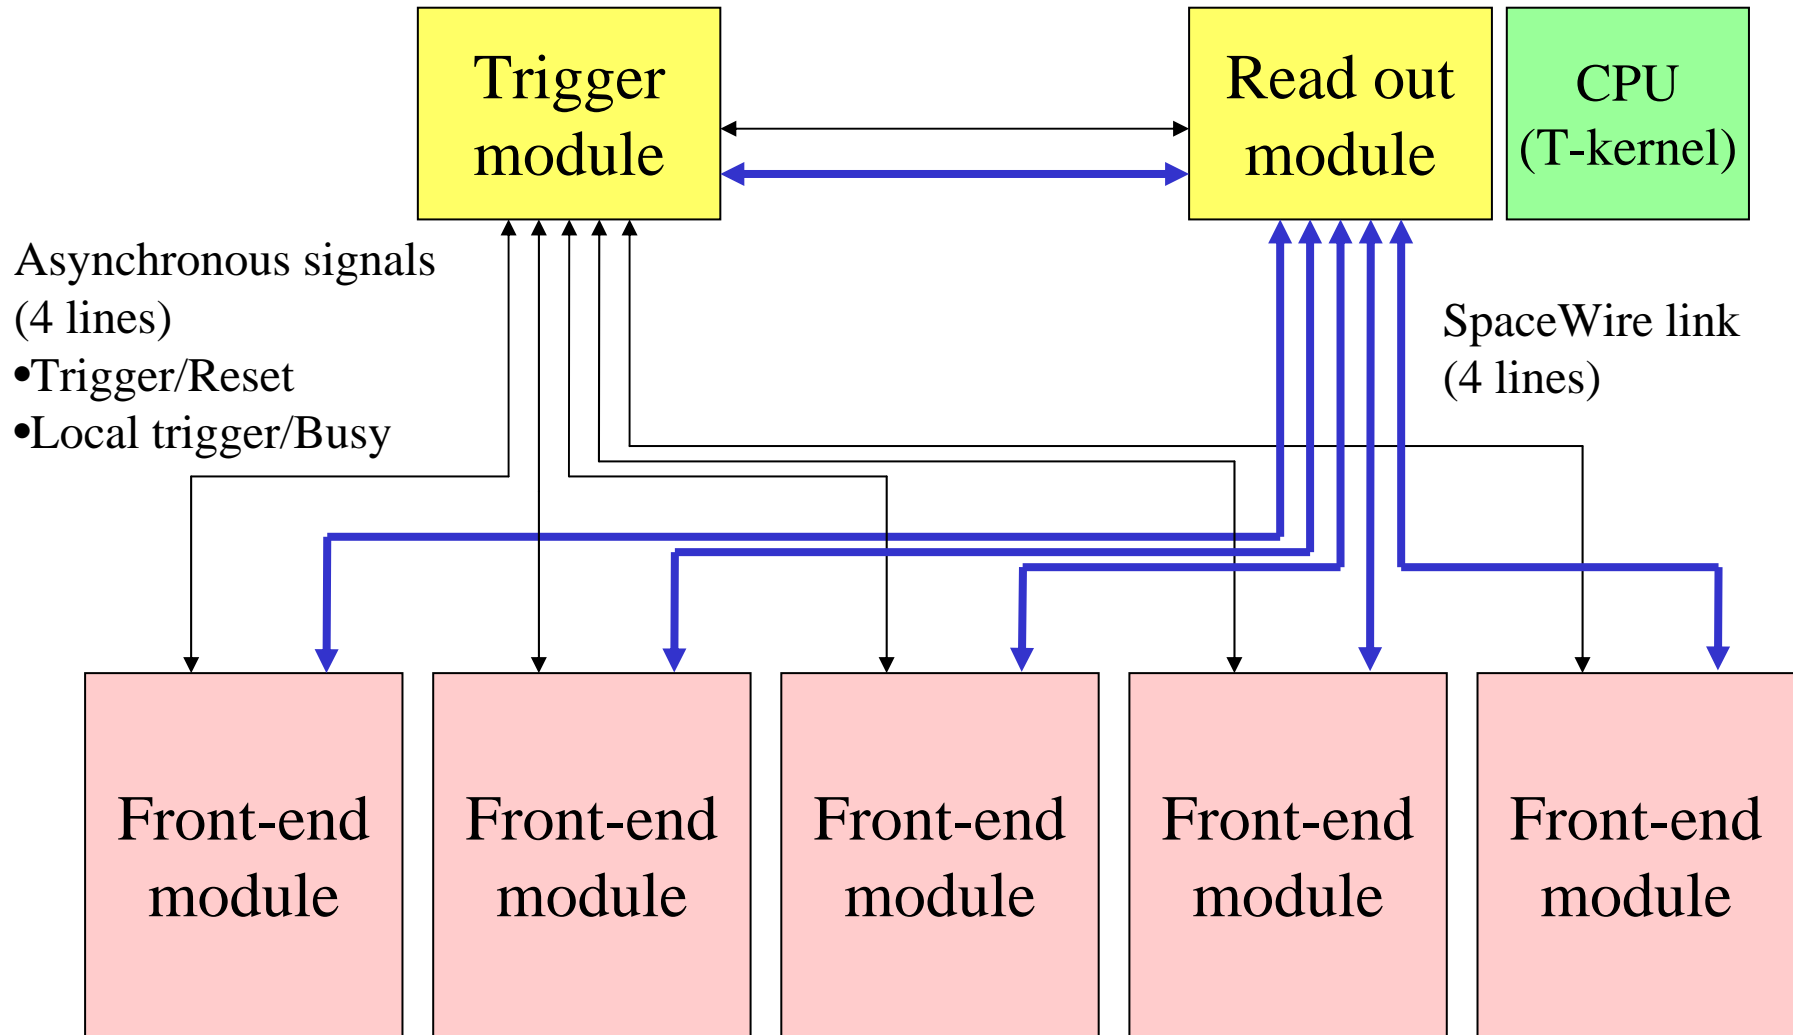 Trigger
module
Read out
module
CPU
(T-kernel)
Asynchronous signals
(4 lines)
•Trigger/Reset
•Local trigger/Busy
SpaceWire link
(4 lines)
Front-end
module
Front-end
module
Front-end
module
Front-end
module
Front-end
module